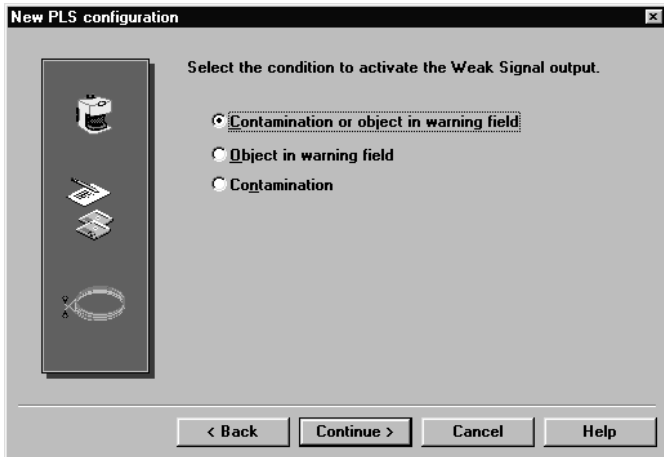 New PLS configuration
Select the condition to activate the Weak Signal output.
Contamination or object in warning field
Object in warning field
Contamination
< Back
Continue >
Cancel
Help